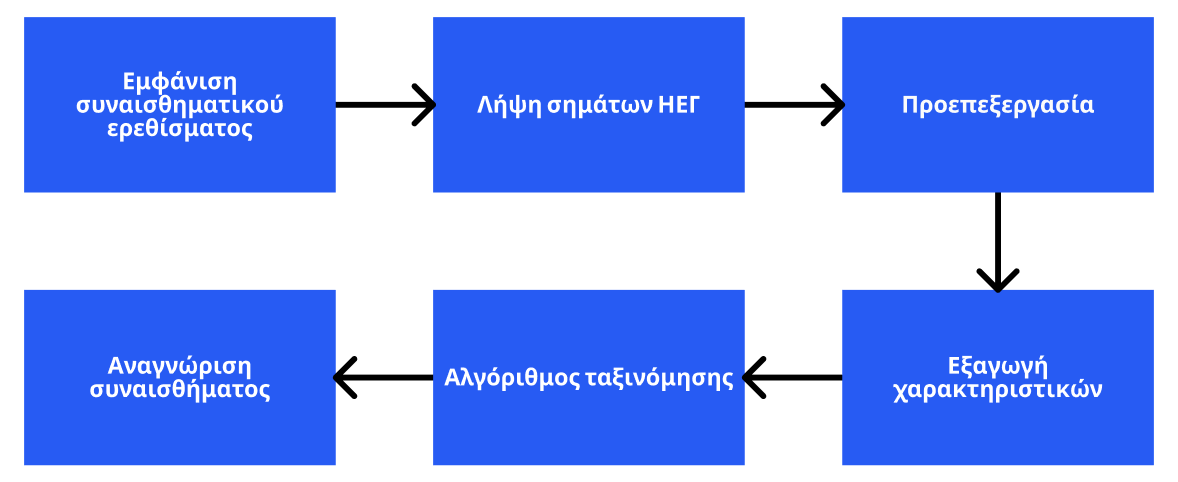 Εμφάνιση
συναισθηματικού
ερεθίσματος
Λήψη σημάτων ΗΕΓ
Προεπεξεργασία
Εξαγωγή
χαρακτηριστικών
Αλγόριθμος ταξινόμησης
Αναγνώριση
συναισθήματος